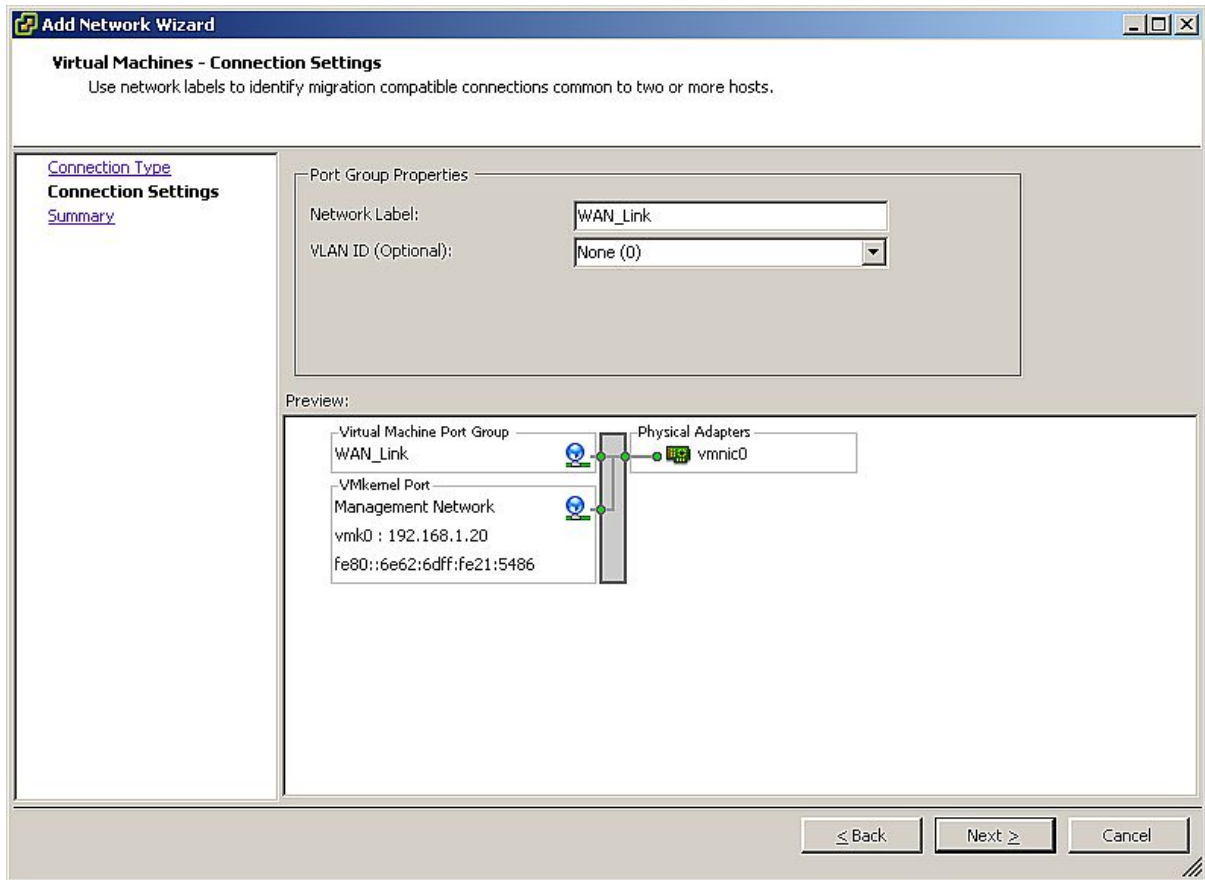 Add Network Wizard
Virtual Machines - Connection Settings
Use network labels to identify migration compatible connections common to two or more hosts.
Connection Type
Connection Settings
Summary
Port Group Properties
Network Label:
WAN_Link
VLAN ID (Optional):
None (0)
Preview:
Virtual Machine Port Group
WAN_Link
Physical Adapters
vmnic0
VMkernel Port
Management Network
vmk0 : 192.168.1.20
fe80::6e62:6dff:fe21:5486
< Back
Next >
Cancel